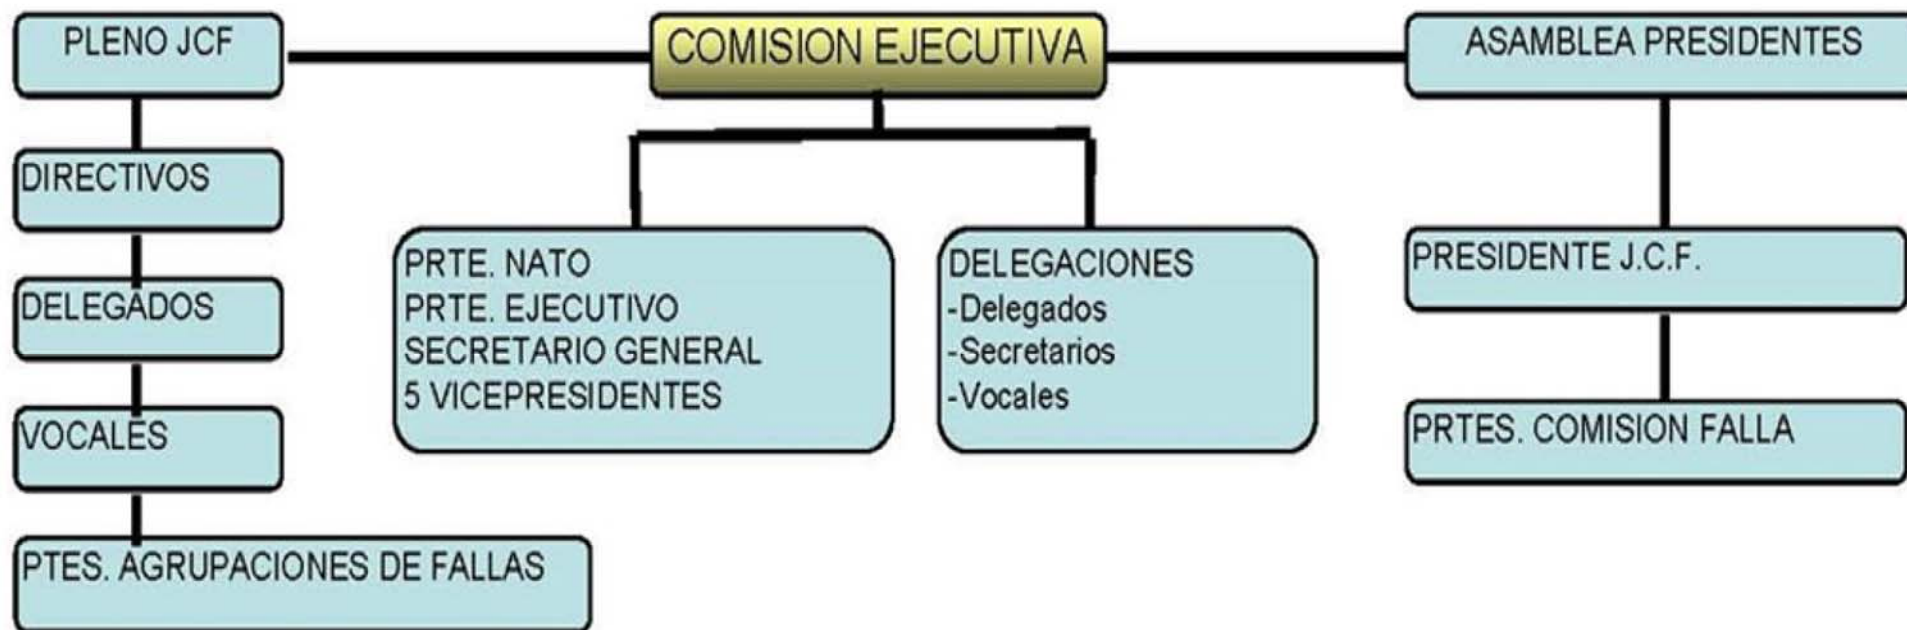 PLENO JCF
COMISION EJECUTIVA
ASAMBLEA PRESIDENTES
DIRECTIVOS
DELEGADOS
VOCALES
PTES. AGRUPACIONES DE FALLAS
PRTE. NATO
PRTE. EJECUTIVO
SECRETARIO GENERAL
5 VICEPRESIDENTES
DELEGACIONES
-Delegados
-Secretarios
-Vocales
PRESIDENTE J.C.F.
PRTES. COMISION FALLA